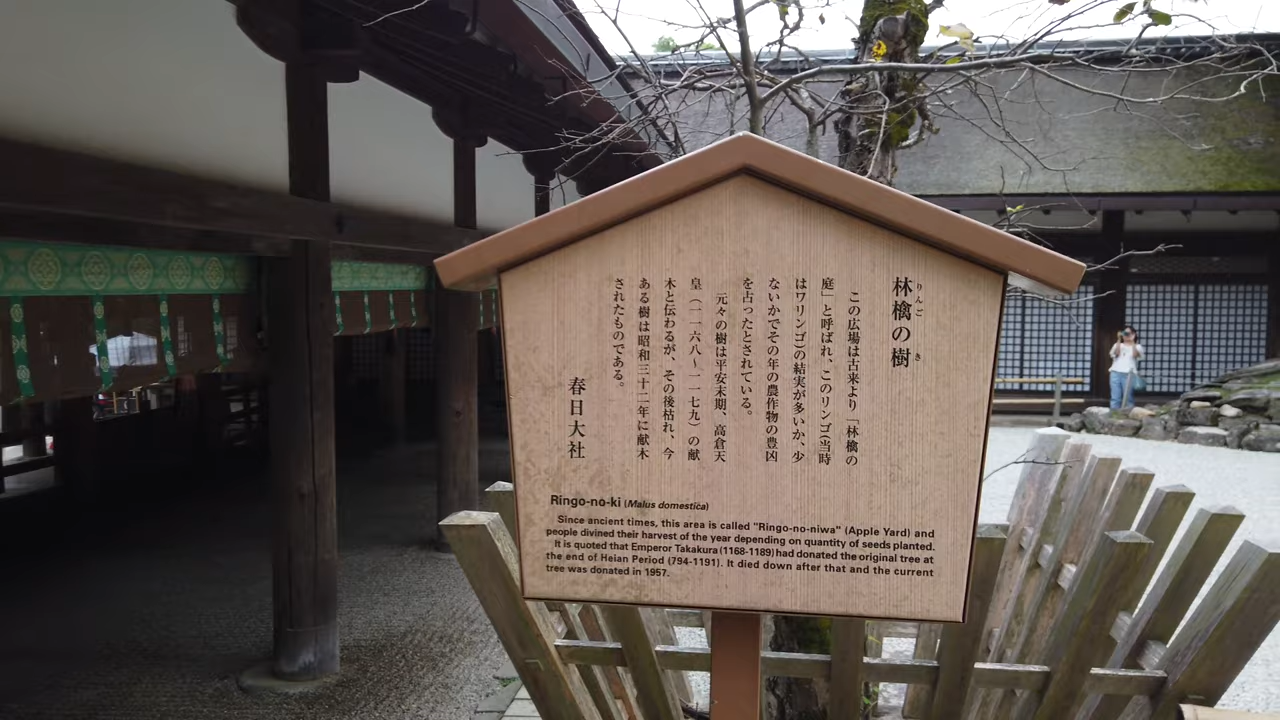 林檎の樹
りんご き
この広場は古来より「林檎の
庭」と呼ばれ、このリンゴ(当時
はワリンゴ)の結実が多いか、少
ないかでその年の農作物の豊凶
を占ったとされている。
元々の樹は平安末期、高倉天
皇(一一六八〜一一七九)の献
木と伝わるが、その後枯れ、今
ある樹は昭和三十二年に献木
されたものである。
春日大社
Ringo-no-ki (Malus domestica)
Since ancient times, this area is called "Ringo-no-niwa" (Apple Yard) and
people divined their harvest of the year depending on quantity of seeds planted.
It is quoted that Emperor Takakura (1168-1189) had donated the original tree at
the end of Heian Period (794-1191). It died down after that and the current
tree was donated in 1957.